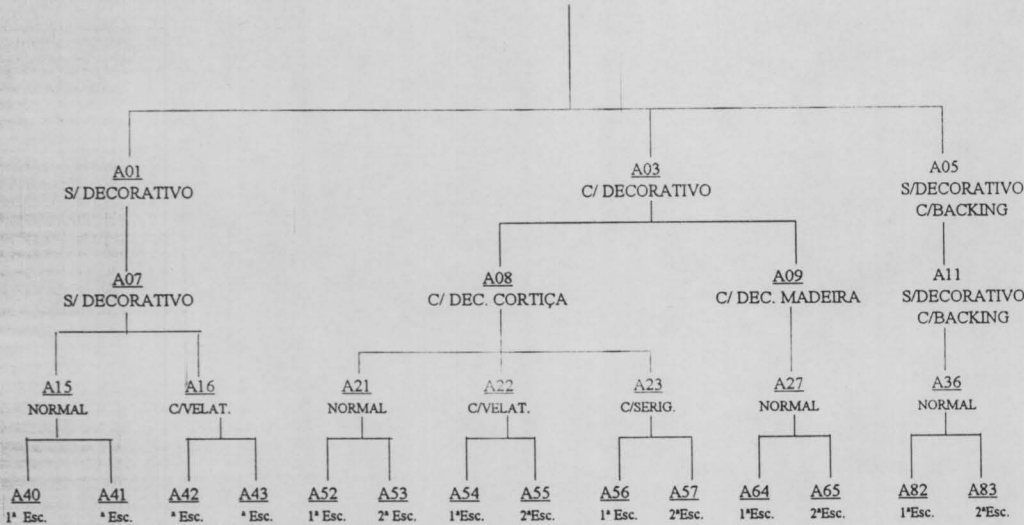 A01
S/ DECORATIVO
A03
C/ DECORATIVO
A05
S/DECORATIVO
C/BACKING
A07
S/ DECORATIVO
A08
C/ DEC. CORTIÇA
A09
C/ DEC. MADEIRA
A11
S/DECORATIVO
C/BACKING
A15
NORMAL
A16
C/VELAT.
A21
NORMAL
A22
C/VELAT.
A23
C/SERIG.
A27
NORMAL
A36
NORMAL
A40
1ª Esc.
A41
ª Esc.
A42
ª Esc.
A43
ª Esc.
A52
1ª Esc.
A53
2ª Esc.
A54
1ªEsc.
A55
2ªEsc.
A56
1ª Esc.
A57
2ªEsc.
A64
1ªEsc.
A65
2ªEsc.
A82
1ªEsc.
A83
2ªEsc.